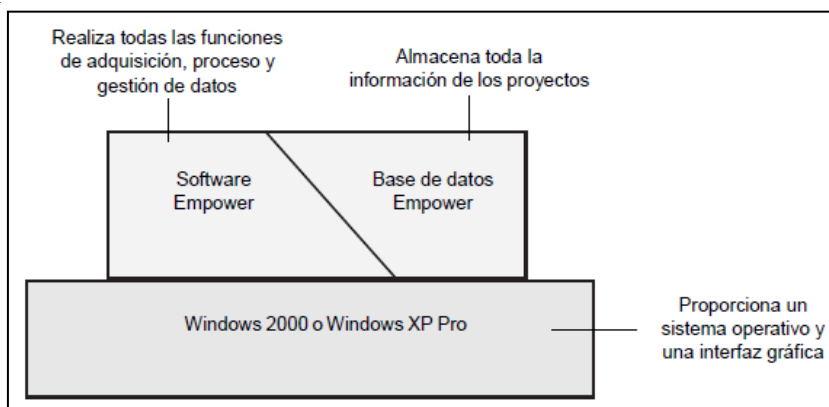 Realiza todas las funciones
de adquisición, proceso y
gestión de datos
Almacena toda la
información de los proyectos
Software
Empower
Base de datos
Empower
Windows 2000 o Windows XP Pro
Proporciona un
sistema operativo y
una interfaz gráfica